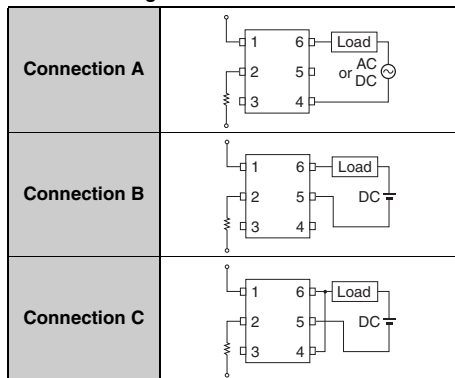 Connection A
1 6 Load
2 5 or AC
DC
3 4
Connection B
1 6 Load
2 5 DC
3 4
Connection C
1 6 Load
2 5 DC
3 4